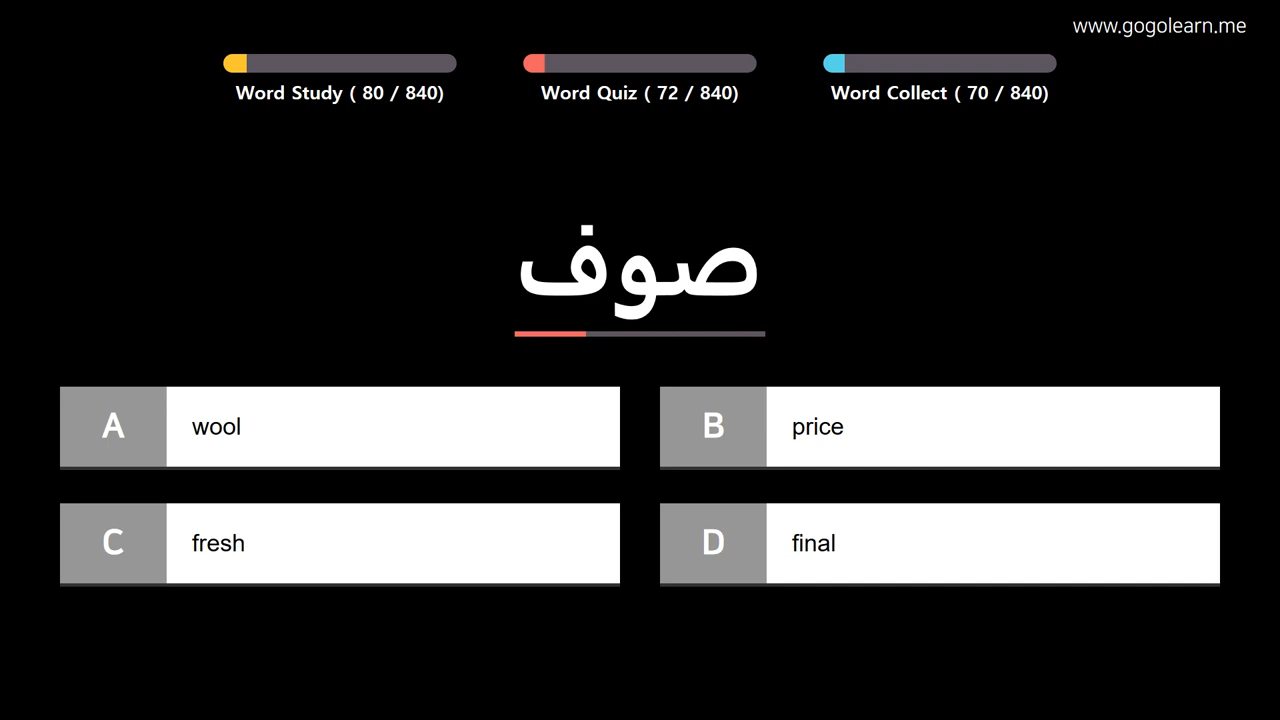 www.gogolearn.me
Word Study ( 80 / 840)
Word Quiz ( 72 / 840)
Word Collect ( 70 / 840)
صوف
A wool
B price
C fresh
D final